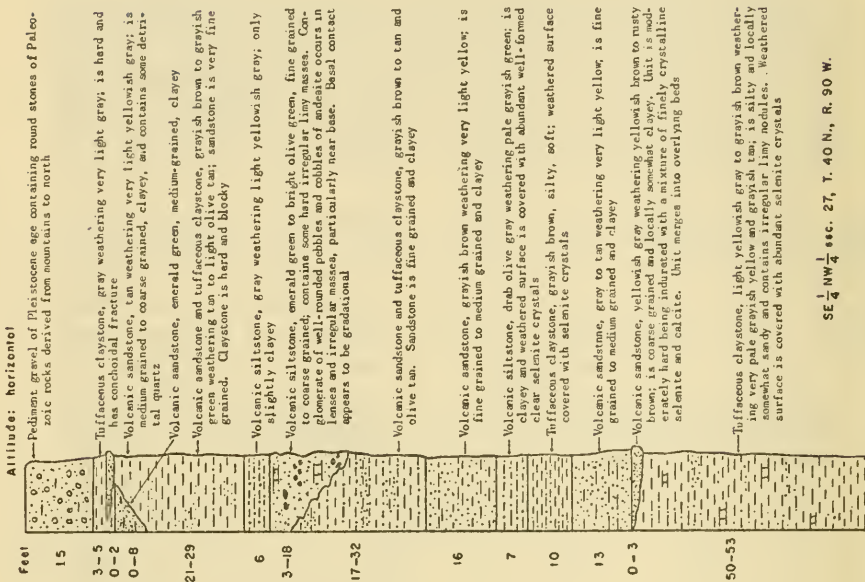 Altitude: horizontal
Feet
15
Pediment gravel of Pleistocene age containing round stones of Paleo-
zoic rocks derived from mountains to north
3-5
Tuffaceous claystone, gray weathering very light gray; is hard and
has conchoidal fracture
0-2
Volcanic sandstone, tan weathering very light yellowish gray; is
medium grained to coarse grained, clayey, and contains some detri-
tal quartz
0-8
Volcanic sandstone, emerald green, medium-grained, clayey
21-29
Volcanic sandstone and tuffaceous claystone, grayish brown to grayish
green weathering tan to light olive tan; sandstone is very fine
grained. Claystone is hard and blocky
6
Volcanic siltstone, gray weathering light yellowish gray; only
slightly clayey
3-18
Volcanic siltstone, emerald green to bright olive green, fine grained
to coarse grained; contains some hard irregular limy masses. Con-
glomerate of well-rounded pebbles and cobbles of andesite occurs in
lenses and irregular masses, particularly near base. Basal contact
appears to be gradational
17-32
Volcanic sandstone and tuffaceous claystone, grayish brown to tan and
olive tan. Sandstone is fine grained and clayey
16
Volcanic sandstone, grayish brown weathering very light yellow; is
fine grained to medium grained and clayey
7
Volcanic siltstone, drab olive gray weathering pale grayish green; is
clayey and weathered surface is covered with abundant well-formed
clear selenite crystals
10
Tuffaceous claystone, grayish brown, silty, soft; weathered surface
covered with selenite crystals
13
Volcanic sandstone, gray to tan weathering very light yellow; is fine
grained to medium grained and clayey
0-3
Volcanic sandstone, yellowish gray weathering yellowish brown to rusty
brown; is coarse grained and locally somewhat clayey. Unit is mod-
erately hard being indurated with a mixture of finely crystalline
selenite and calcite. Unit merges into overlying beds
50-53
Tuffaceous claystone, light yellowish gray to grayish brown weather-
ing very pale grayish yellow and grayish tan; is silty and locally
somewhat sandy and contains irregular limy nodules. Weathered
surface is covered with abundant selenite crystals
SE 1/4 NW 1/4 sec. 27, T. 40 N., R. 90 W.